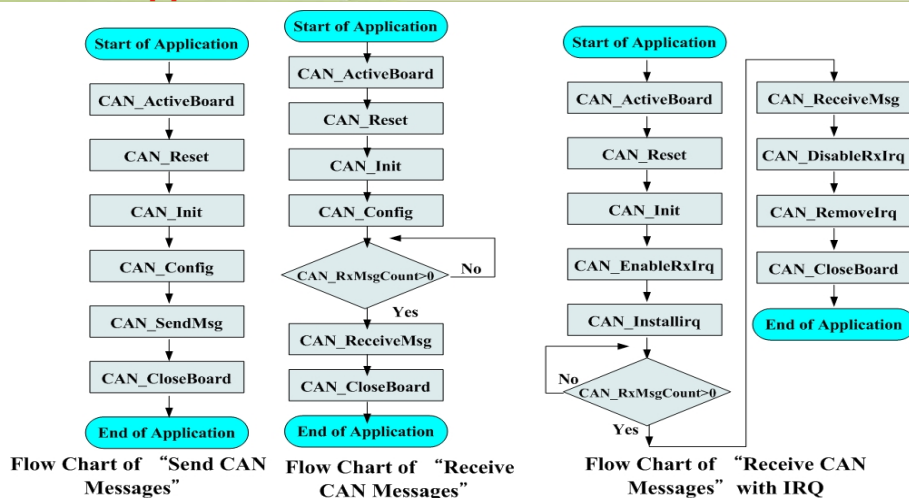 Start of Application
CAN_ActiveBoard
CAN_Reset
CAN_Init
CAN_Config
CAN_SendMsg
CAN_CloseBoard
End of Application
Flow Chart of “Send CAN
Messages”
Start of Application
CAN_ActiveBoard
CAN_Reset
CAN_Init
CAN_Config
CAN_RxMsgCount>0
No
Yes
CAN_ReceiveMsg
CAN_CloseBoard
End of Application
Flow Chart of “Receive
CAN Messages”
Start of Application
CAN_ActiveBoard
CAN_Reset
CAN_Init
CAN_EnableRxIrq
CAN_Installirq
No
CAN_RxMsgCount>0
Yes
CAN_ReceiveMsg
CAN_DisableRxIrq
CAN_RemoveIrq
CAN_CloseBoard
End of Application
Flow Chart of “Receive CAN
Messages” with IRQ